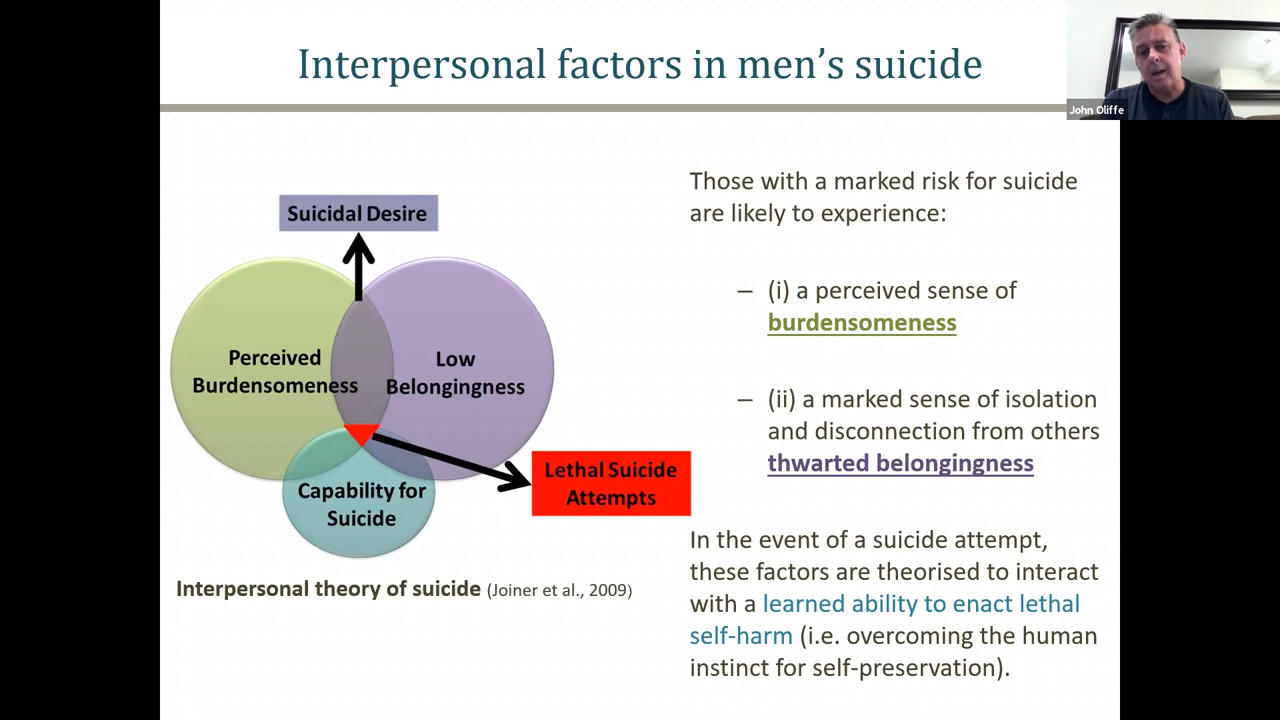 Interpersonal factors in men’s suicide
John Oliffe
Suicidal Desire
Perceived
Burdensomeness
Low
Belongingness
Capability for
Suicide
Lethal Suicide
Attempts
Interpersonal theory of suicide (Joiner et al., 2009)
Those with a marked risk for suicide
are likely to experience:
– (i) a perceived sense of
burdensomeness
– (ii) a marked sense of isolation
and disconnection from others
thwarted belongingness
In the event of a suicide attempt,
these factors are theorised to interact
with a learned ability to enact lethal
self-harm (i.e. overcoming the human
instinct for self-preservation).